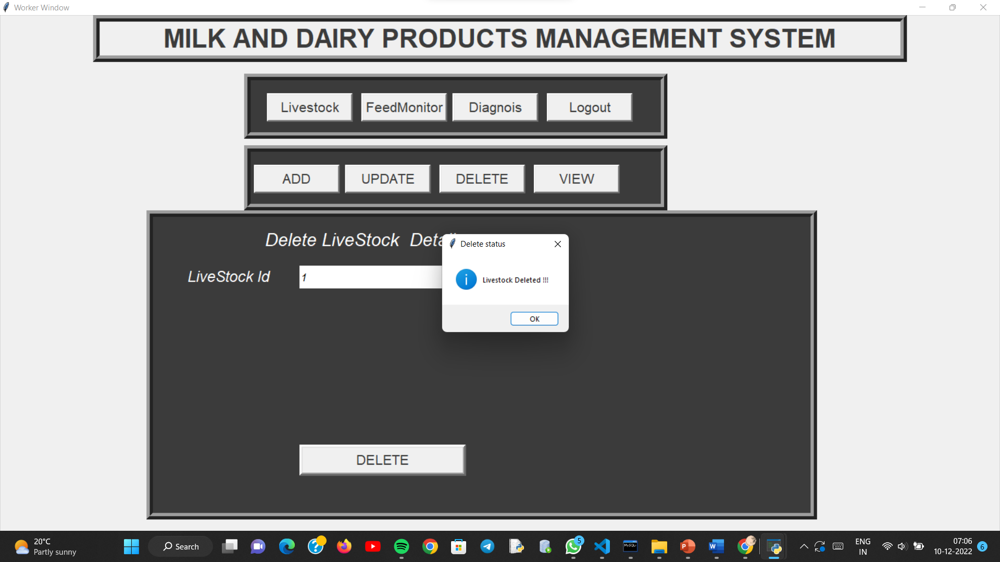 Worker Window
MILK AND DAIRY PRODUCTS MANAGEMENT SYSTEM
Livestock FeedMonitor Diagnois Logout
ADD UPDATE DELETE VIEW
Delete LiveStock
Delete status
LiveStock Id 1
Livestock Deleted !!!
OK
DELETE
20°C
Partly sunny
Search
5
MySQL
ENG
IN
07:06
10-12-2022
6